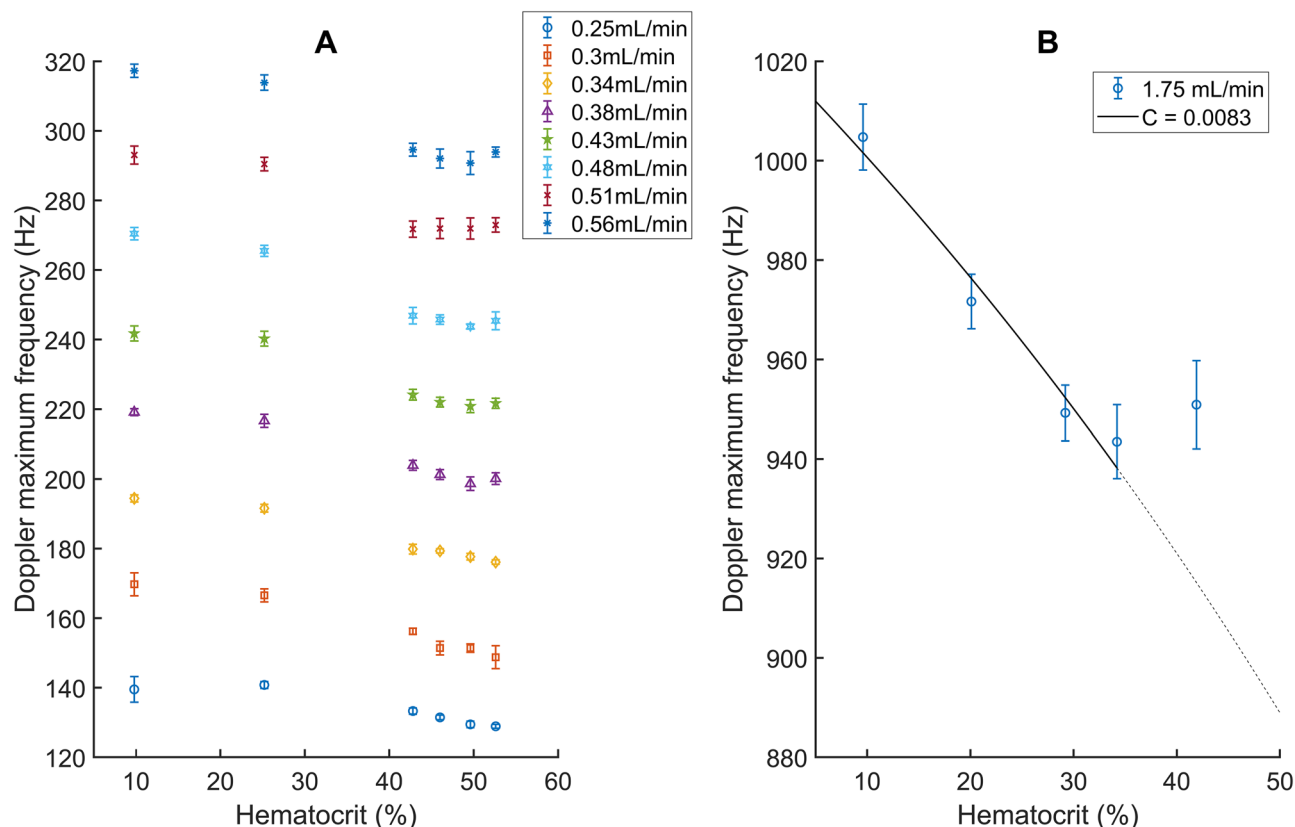 A
0.25mL/min
0.3mL/min
0.34mL/min
0.38mL/min
0.43mL/min
0.48mL/min
0.51mL/min
0.56mL/min
320
300
280
260
240
220
200
180
160
140
120
Doppler maximum frequency (Hz)
10 20 30 40 50 60
Hematocrit (%)
B
1.75 mL/min
C = 0.0083
1020
1000
980
960
940
920
900
880
Doppler maximum frequency (Hz)
10 20 30 40 50
Hematocrit (%)